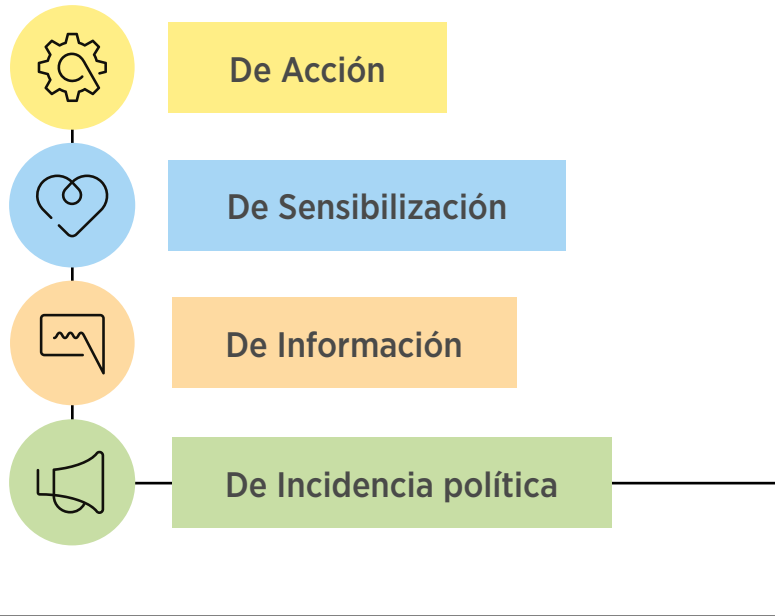 De Acción
De Sensibilización
De Información
De Incidencia política